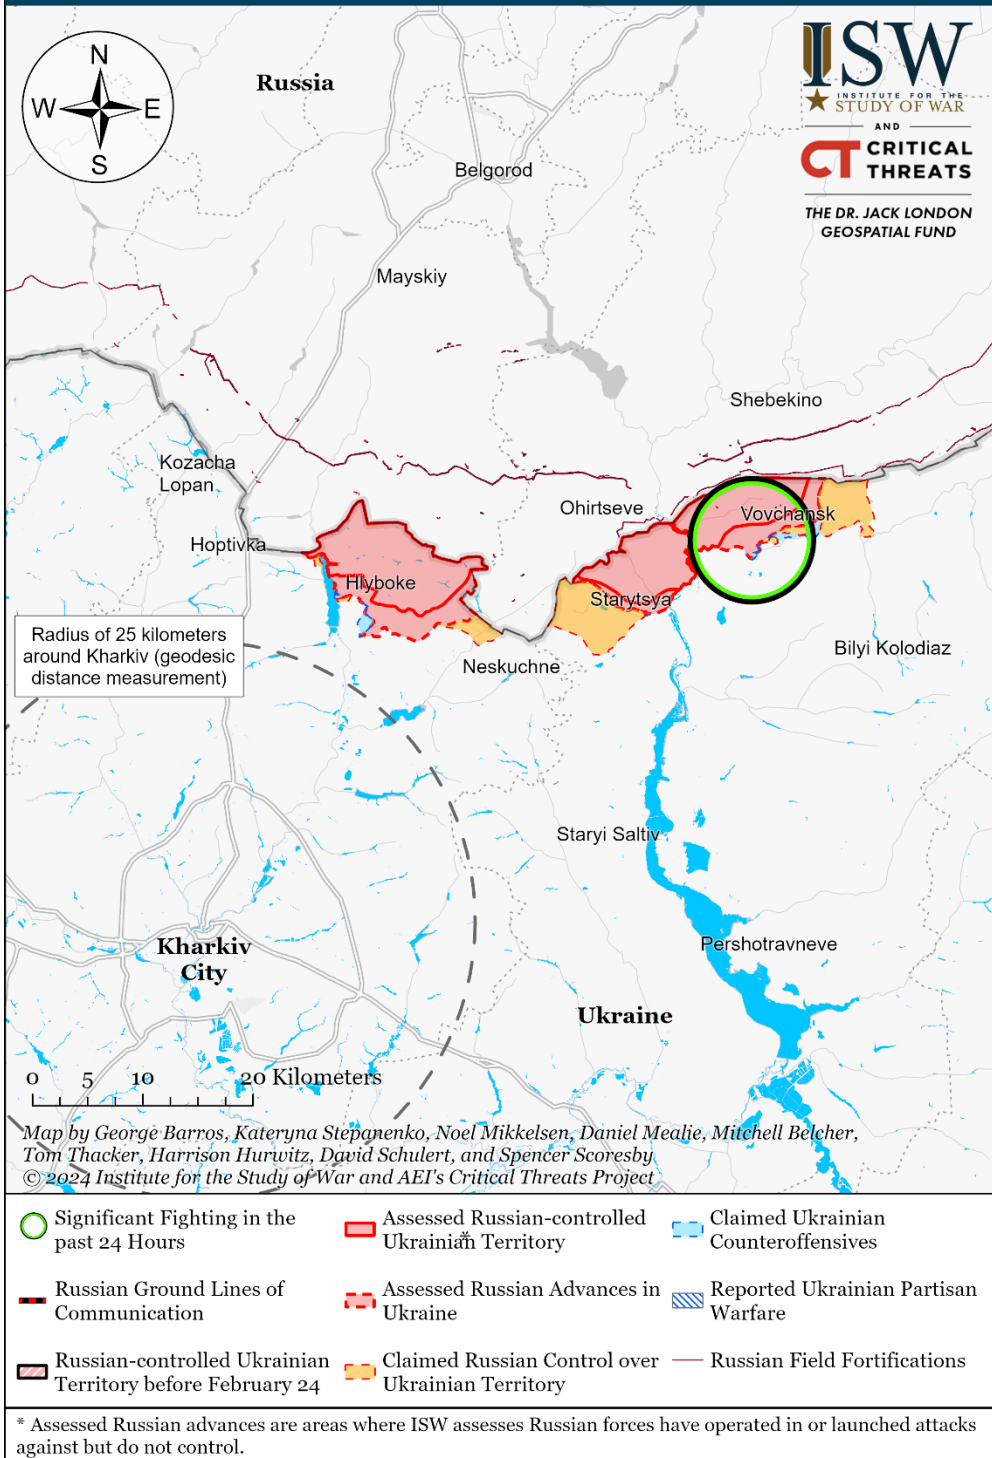 N
W
E
S
Russia
ISW
INSTITUTE FOR THE
STUDY OF WAR
AND
CT CRITICAL
THREATS
THE DR. JACK LONDON
GEOSPATIAL FUND
Belgorod
Mayskiy
Shebekino
Kozacha
Lopan
Ohirtseve
Vovchansk
Hoptivka
Hlyboke
Starytsya
Radius of 25 kilometers
around Kharkiv (geodesic
distance measurement)
Neskuchne
Bilyi Kolodiaz
Staryi Saltiv
Kharkiv
City
Pershotravneve
Ukraine
0 5 10 20 Kilometers
Map by George Barros, Kateryna Stepanenko, Noel Mikkelsen, Daniel Mealie, Mitchell Belcher,
Tom Thacker, Harrison Hurwitz, David Schulert, and Spencer Scoresby
© 2024 Institute for the Study of War and AEI's Critical Threats Project
Significant Fighting in the
past 24 Hours
Assessed Russian-controlled
Ukrainian Territory
*
Claimed Ukrainian
Counteroffensives
Russian Ground Lines of
Communication
Assessed Russian Advances in
Ukraine
Reported Ukrainian Partisan
Warfare
Russian-controlled Ukrainian
Territory before February 24
Claimed Russian Control over
Ukrainian Territory
Russian Field Fortifications
* Assessed Russian advances are areas where ISW assesses Russian forces have operated in or launched attacks
against but do not control.